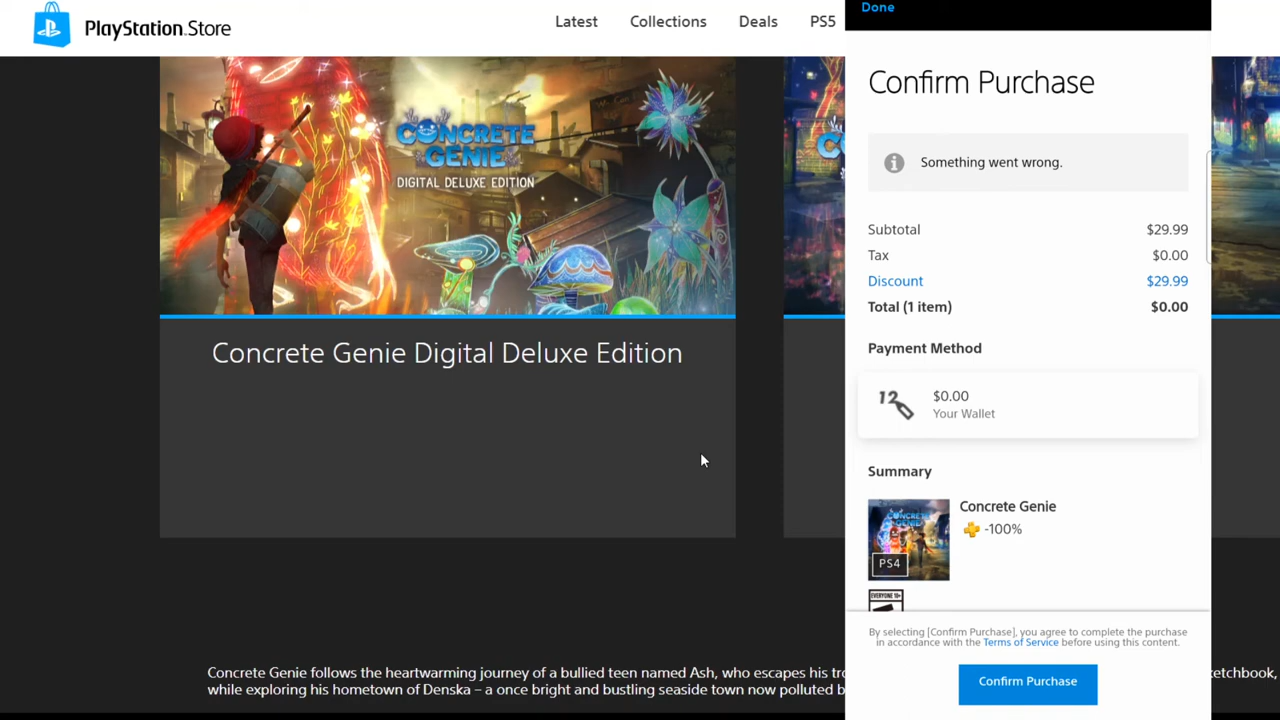 PlayStation.Store
Latest Collections Deals PS5
CONCRETE
GENIE
DIGITAL DELUXE EDITION
Concrete Genie Digital Deluxe Edition
Concrete Genie follows the heartwarming journey of a bullied teen named Ash, who escapes his
while exploring his hometown of Denska – a once bright and bustling seaside town now polluted
Done
Confirm Purchase
Something went wrong.
Subtotal $29.99
Tax $0.00
Discount $29.99
Total (1 item) $0.00
Payment Method
$0.00
Your Wallet
Summary
CONCRETE
GENIE
PS4
Concrete Genie
-100%
EVERYONE 10+
By selecting [Confirm Purchase], you agree to complete the purchase
in accordance with the Terms of Service before using this content.
Confirm Purchase